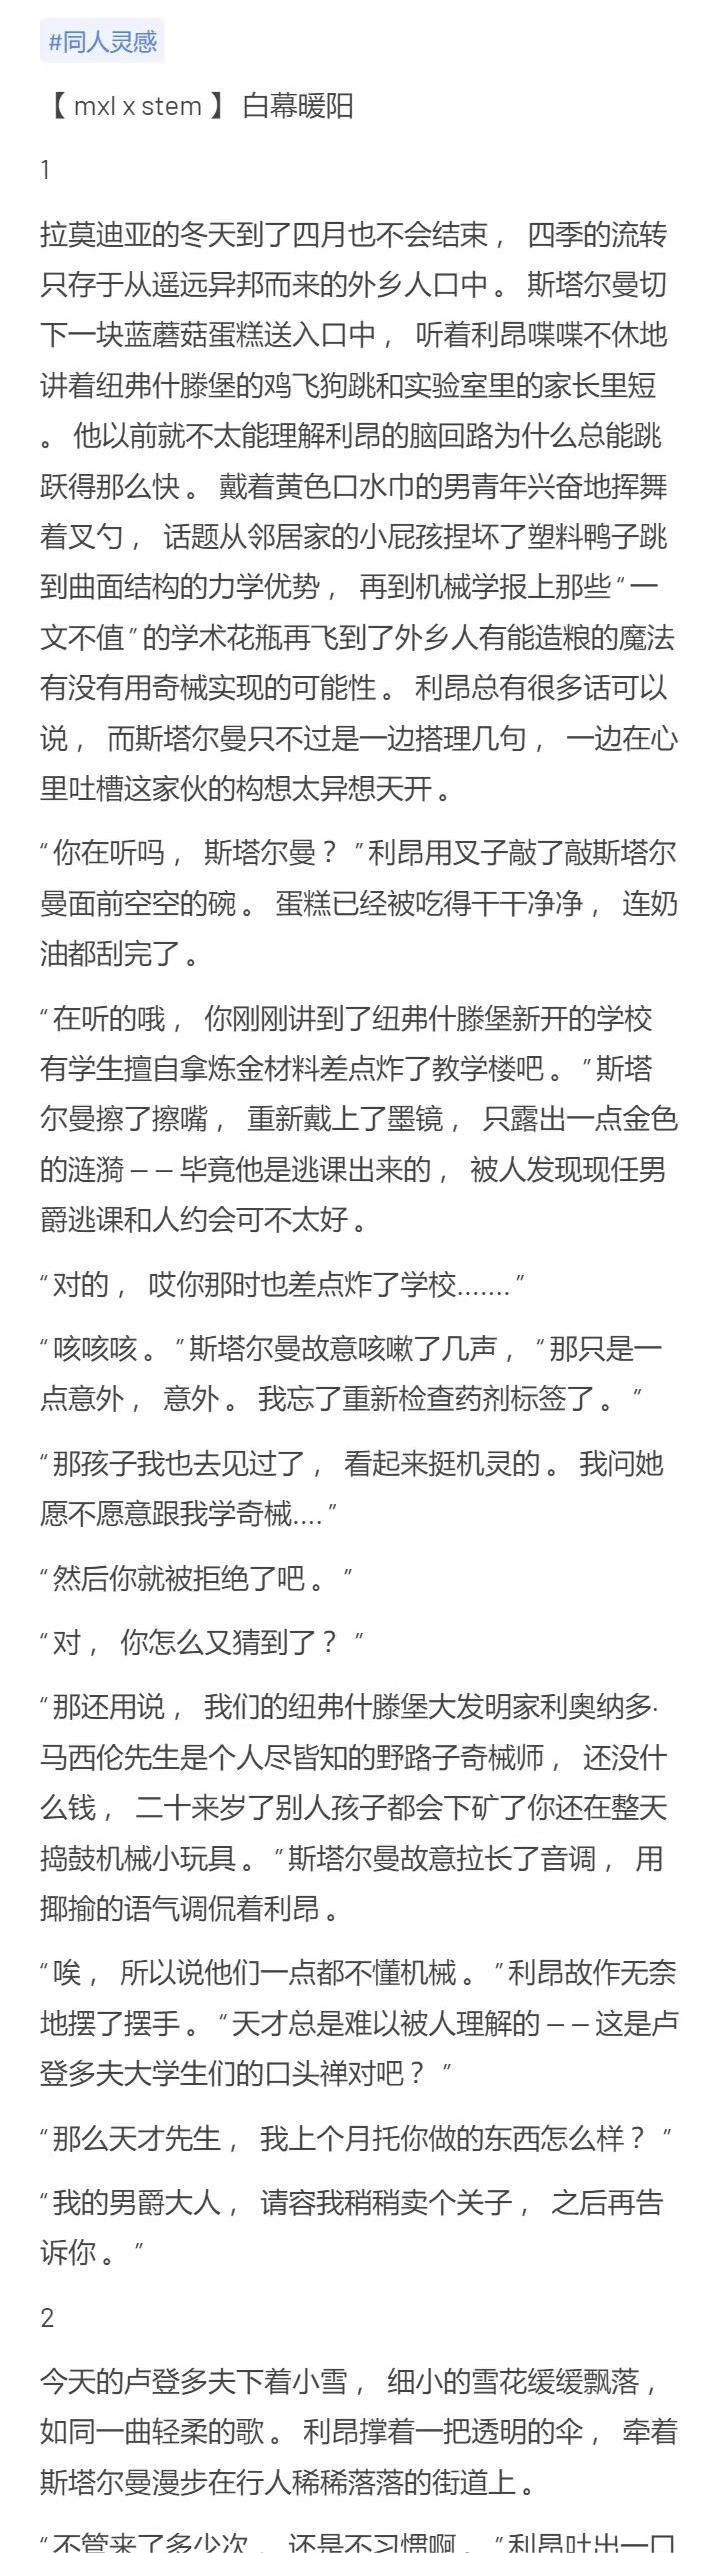 #同人灵感
【 mxl x stem 】 白幕暖阳
1
拉莫迪亚的冬天到了四月也不会结束， 四季的流转
只存于从遥远异邦而来的外乡人口中。 斯塔尔曼切
下一块蓝蘑菇蛋糕送入口中， 听着利昂喋喋不休地
讲着纽弗什滕堡的鸡飞狗跳和实验室里的家长里短
。 他以前就不太能理解利昂的脑回路为什么总能跳
跃得那么快。 戴着黄色口水巾的男青年兴奋地挥舞
着叉勺， 话题从邻居家的小屁孩捏坏了塑料鸭子跳
到曲面结构的力学优势， 再到机械学报上那些“一
文不值”的学术花瓶再飞到了外乡人有能造粮的魔法
有没有用奇械实现的可能性。 利昂总有很多话可以
说， 而斯塔尔曼只不过是一边搭理几句， 一边在心
里吐槽这家伙的构想太异想天开。
“你在听吗， 斯塔尔曼？ ”利昂用叉子敲了敲斯塔尔
曼面前空空的碗。 蛋糕已经被吃得干干净净， 连奶
油都刮完了。
“在听的哦， 你刚刚讲到了纽弗什滕堡新开的学校
有学生擅自拿炼金材料差点炸了教学楼吧。 ”斯塔
尔曼擦了擦嘴， 重新戴上了墨镜， 只露出一点金色
的涟漪——毕竟他是逃课出来的， 被人发现现任男
爵逃课和人约会可不太好。
“对的， 哎你那时也差点炸了学校.......”
“咳咳咳。 ”斯塔尔曼故意咳嗽了几声， “那只是一
点意外， 意外。 我忘了重新检查药剂标签了。 ”
“那孩子我也去见过了， 看起来挺机灵的。 我问她
愿不愿意跟我学奇械....”
“然后你就被拒绝了吧。 ”
“对， 你怎么又猜到了？ ”
“那还用说， 我们的纽弗什滕堡大发明家利奥纳多·
马西伦先生是个人尽皆知的野路子奇械师， 还没什
么钱， 二十来岁了别人孩子都会下矿了你还在整天
捣鼓机械小玩具。 ”斯塔尔曼故意拉长了音调， 用
揶揄的语气调侃着利昂。
“唉， 所以说他们一点都不懂机械。 ”利昂故作无奈
地摆了摆手。 “天才总是难以被人理解的——这是卢
登多夫大学生们的口头禅对吧？ ”
“那么天才先生， 我上个月托你做的东西怎么样？ ”
“我的男爵大人， 请容我稍稍卖个关子， 之后再告
诉你。 ”
2
今天的卢登多夫下着小雪， 细小的雪花缓缓飘落，
如同一曲轻柔的歌。 利昂撑着一把透明的伞， 牵着
斯塔尔曼漫步在行人稀稀落落的街道上。
“不管来了多少次， 还是不习惯啊。 ”利昂吐出一口